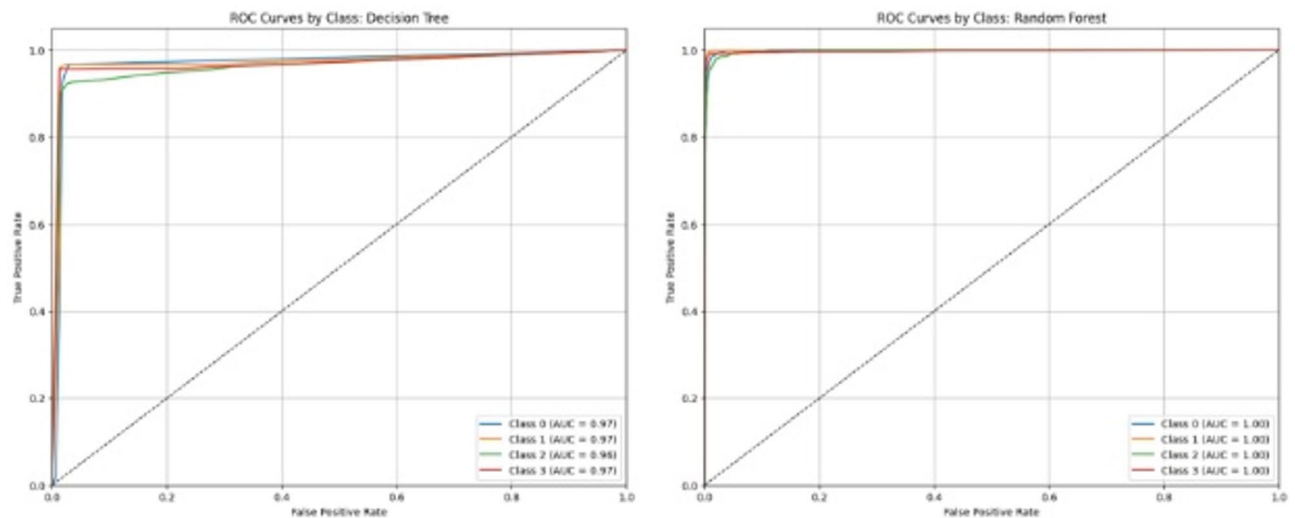 ROC Curves by Class: Decision Tree
1.0
0.8
0.6
0.4
0.2
0.0
True Positive Rate
0.0 0.2 0.4 0.6 0.8 1.0
False Positive Rate
Class 0 (AUC = 0.97)
Class 1 (AUC = 0.97)
Class 2 (AUC = 0.96)
Class 3 (AUC = 0.97)
ROC Curves by Class: Random Forest
1.0
0.8
0.6
0.4
0.2
0.0
True Positive Rate
0.0 0.2 0.4 0.6 0.8 1.0
False Positive Rate
Class 0 (AUC = 1.00)
Class 1 (AUC = 1.00)
Class 2 (AUC = 1.00)
Class 3 (AUC = 1.00)